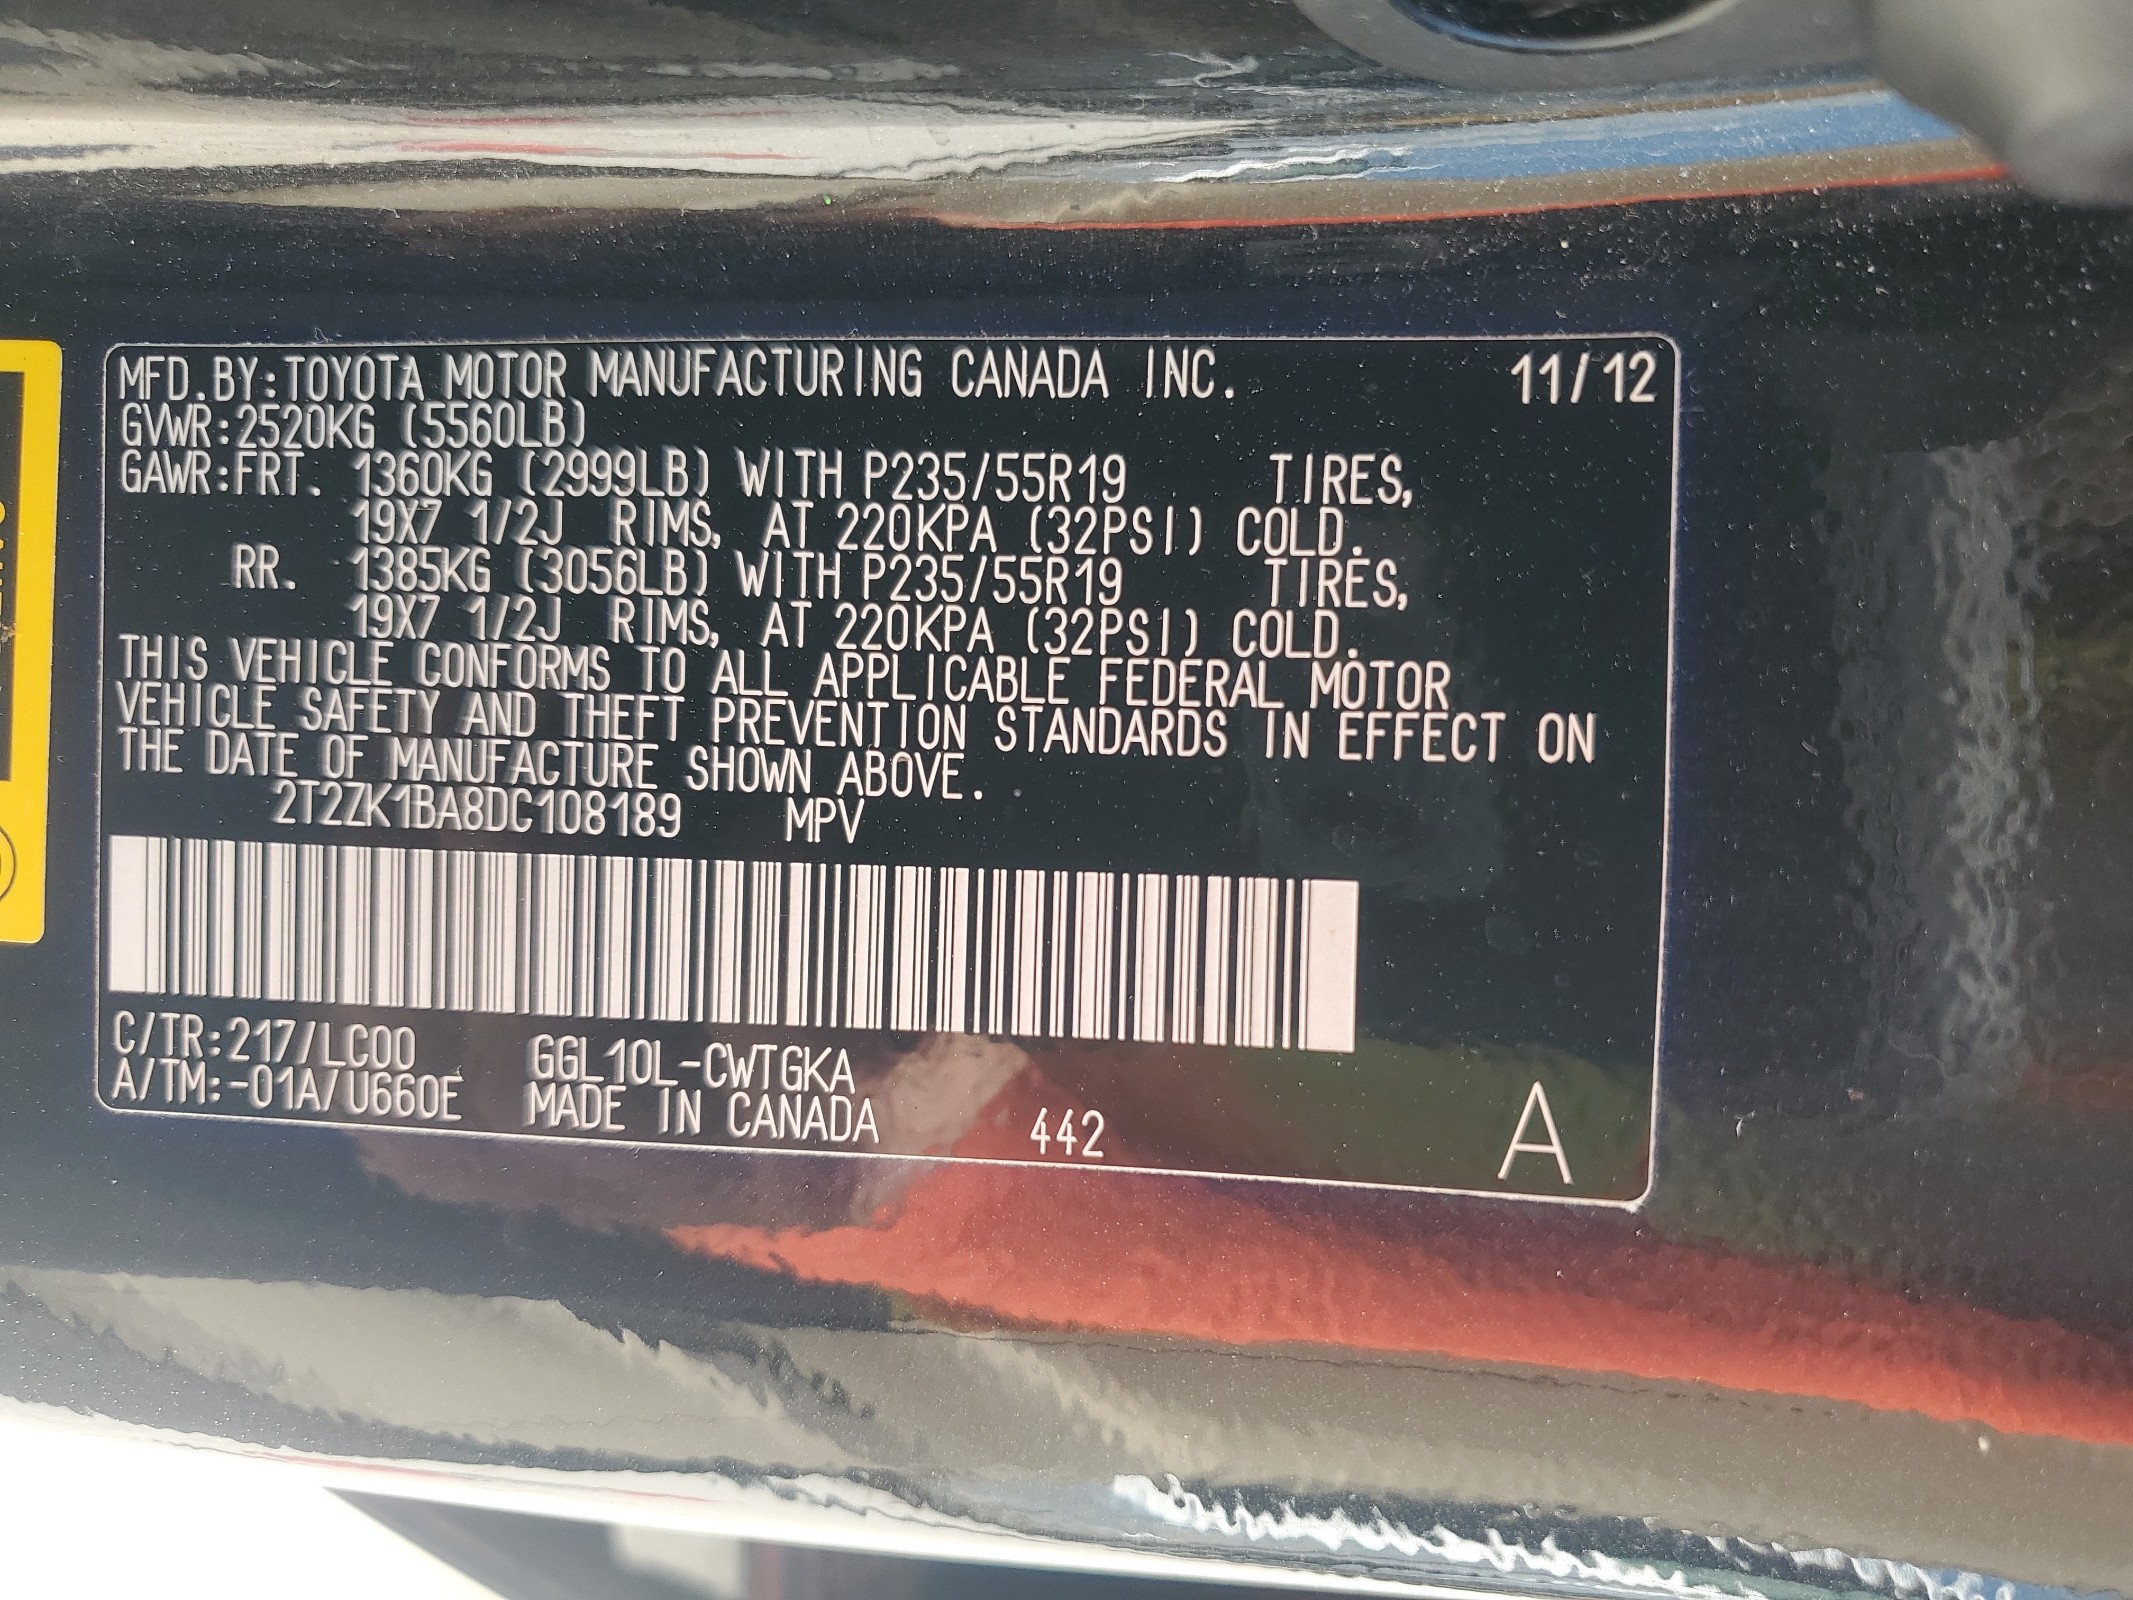 MFD.BY:TOYOTA MOTOR MANUFACTURING CANADA INC. 11/12
GVWR:2520KG (5560LB)
GAWR:FRT. 1360KG (2999LB) WITH P235/55R19 TIRES,
19X7 1/2J RIMS, AT 220KPA (32PSI) COLD.
RR. 1385KG (3056LB) WITH P235/55R19 TIRES,
19X7 1/2J RIMS, AT 220KPA (32PSI) COLD.
THIS VEHICLE CONFORMS TO ALL APPLICABLE FEDERAL MOTOR
VEHICLE SAFETY AND THEFT PREVENTION STANDARDS IN EFFECT ON
THE DATE OF MANUFACTURE SHOWN ABOVE.
2T2ZK1BA8DC108189 MPV
C/TR:217/LC00 GGL10L-CWTGKA
A/TM:-01A/U660E MADE IN CANADA 442 A